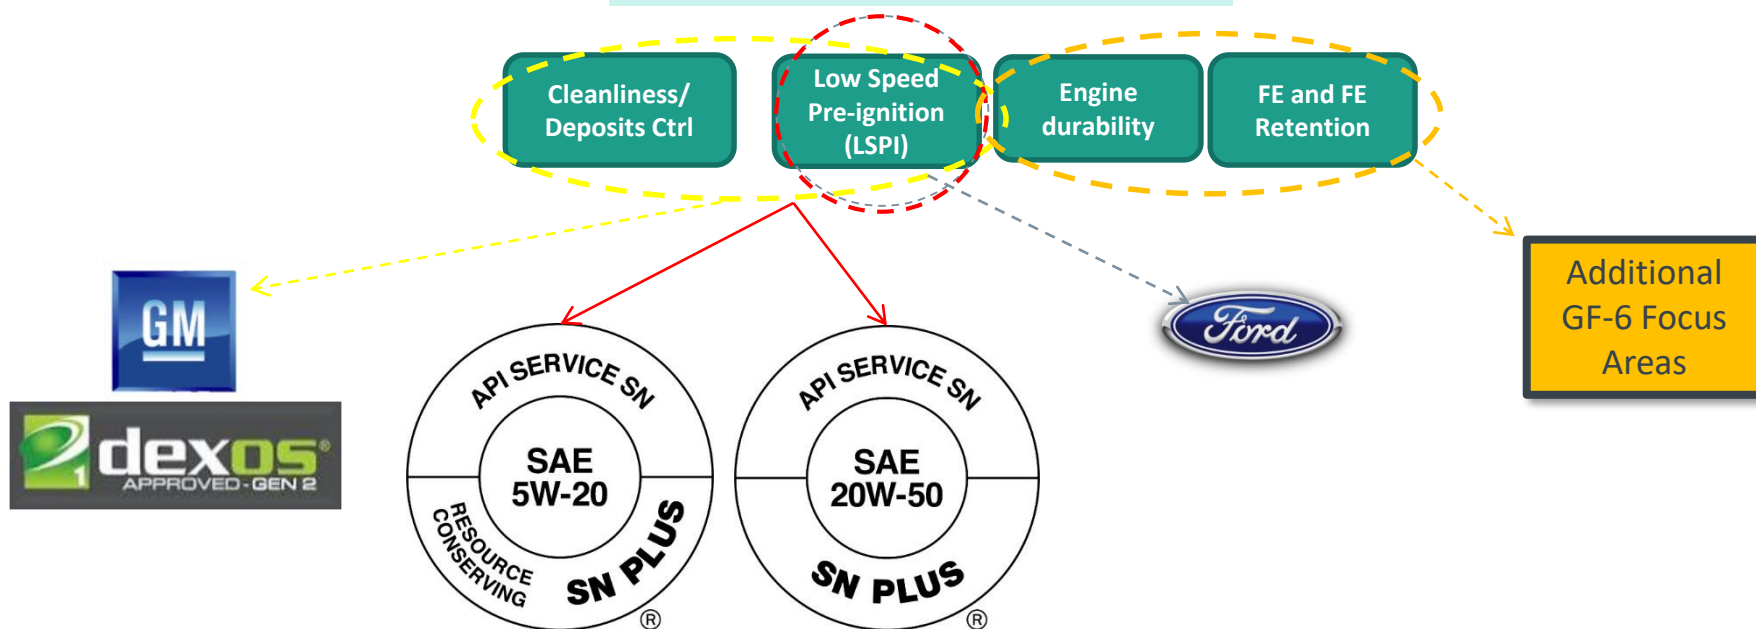 Cleanliness/
Deposits Ctrl
Low Speed
Pre-ignition
(LSPI)
Engine
durability
FE and FE
Retention
GM
Ford
Additional
GF-6 Focus
Areas
1
dexos®
APPROVED-GEN 2
API SERVICE SN
SAE
5W-20
RESOURCE
CONSERVING
SN PLUS
®
API SERVICE SN
SAE
20W-50
SN PLUS
®